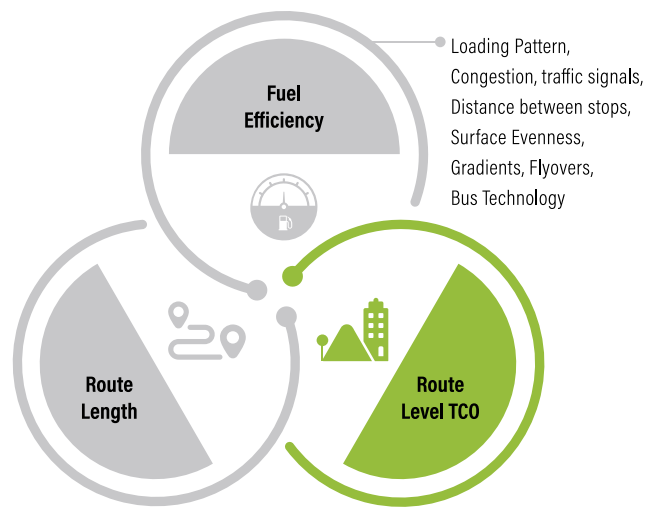 Fuel
Efficiency
Loading Pattern,
Congestion, traffic signals,
Distance between stops,
Surface Evenness,
Gradients, Flyovers,
Bus Technology
Route
Length
Route
Level TCO